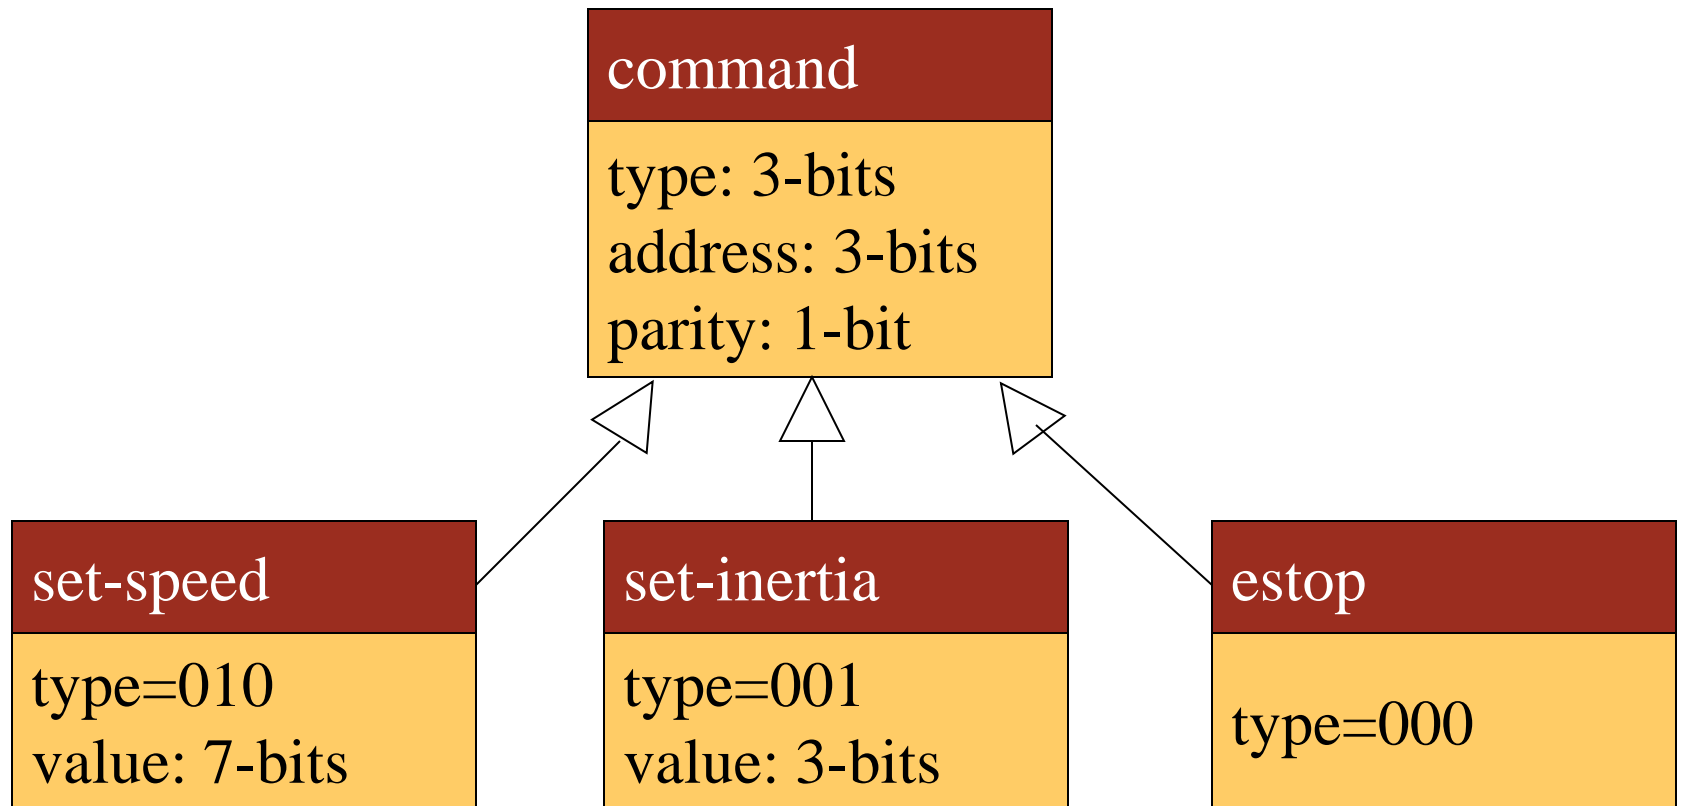 command
type: 3-bits
address: 3-bits
parity: 1-bit
set-speed
type=010
value: 7-bits
set-inertia
type=001
value: 3-bits
estop
type=000